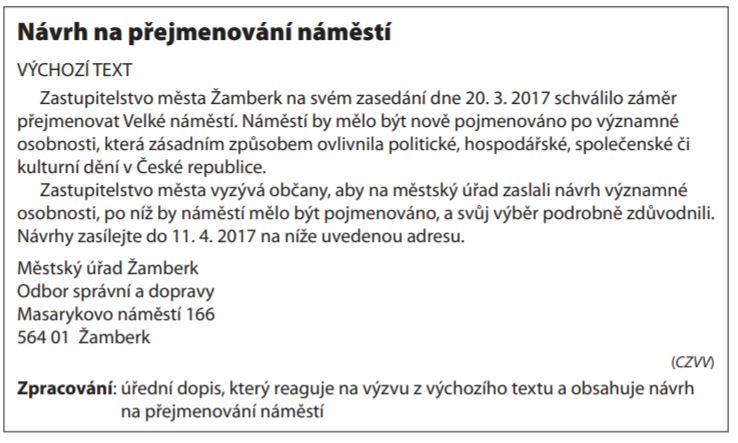 Návrh na přejmenování náměstí
VÝCHOZÍ TEXT
Zastupitelstvo města Žamberk na svém zasedání dne 20. 3. 2017 schválilo záměr
přejmenovat Velké náměstí. Náměstí by mělo být nově pojmenováno po významné
osobnosti, která zásadním způsobem ovlivnila politické, hospodářské, společenské či
kulturní dění v České republice.
Zastupitelstvo města vyzývá občany, aby na městský úřad zaslali návrh významné
osobnosti, po níž by náměstí mělo být pojmenováno, a svůj výběr podrobně zdůvodnili.
Návrhy zasílejte do 11. 4. 2017 na níže uvedenou adresu.
Městský úřad Žamberk
Odbor správní a dopravy
Masarykovo náměstí 166
564 01 Žamberk
(CZVV)
Zpracování: úřední dopis, který reaguje na výzvu z výchozího textu a obsahuje návrh
na přejmenování náměstí